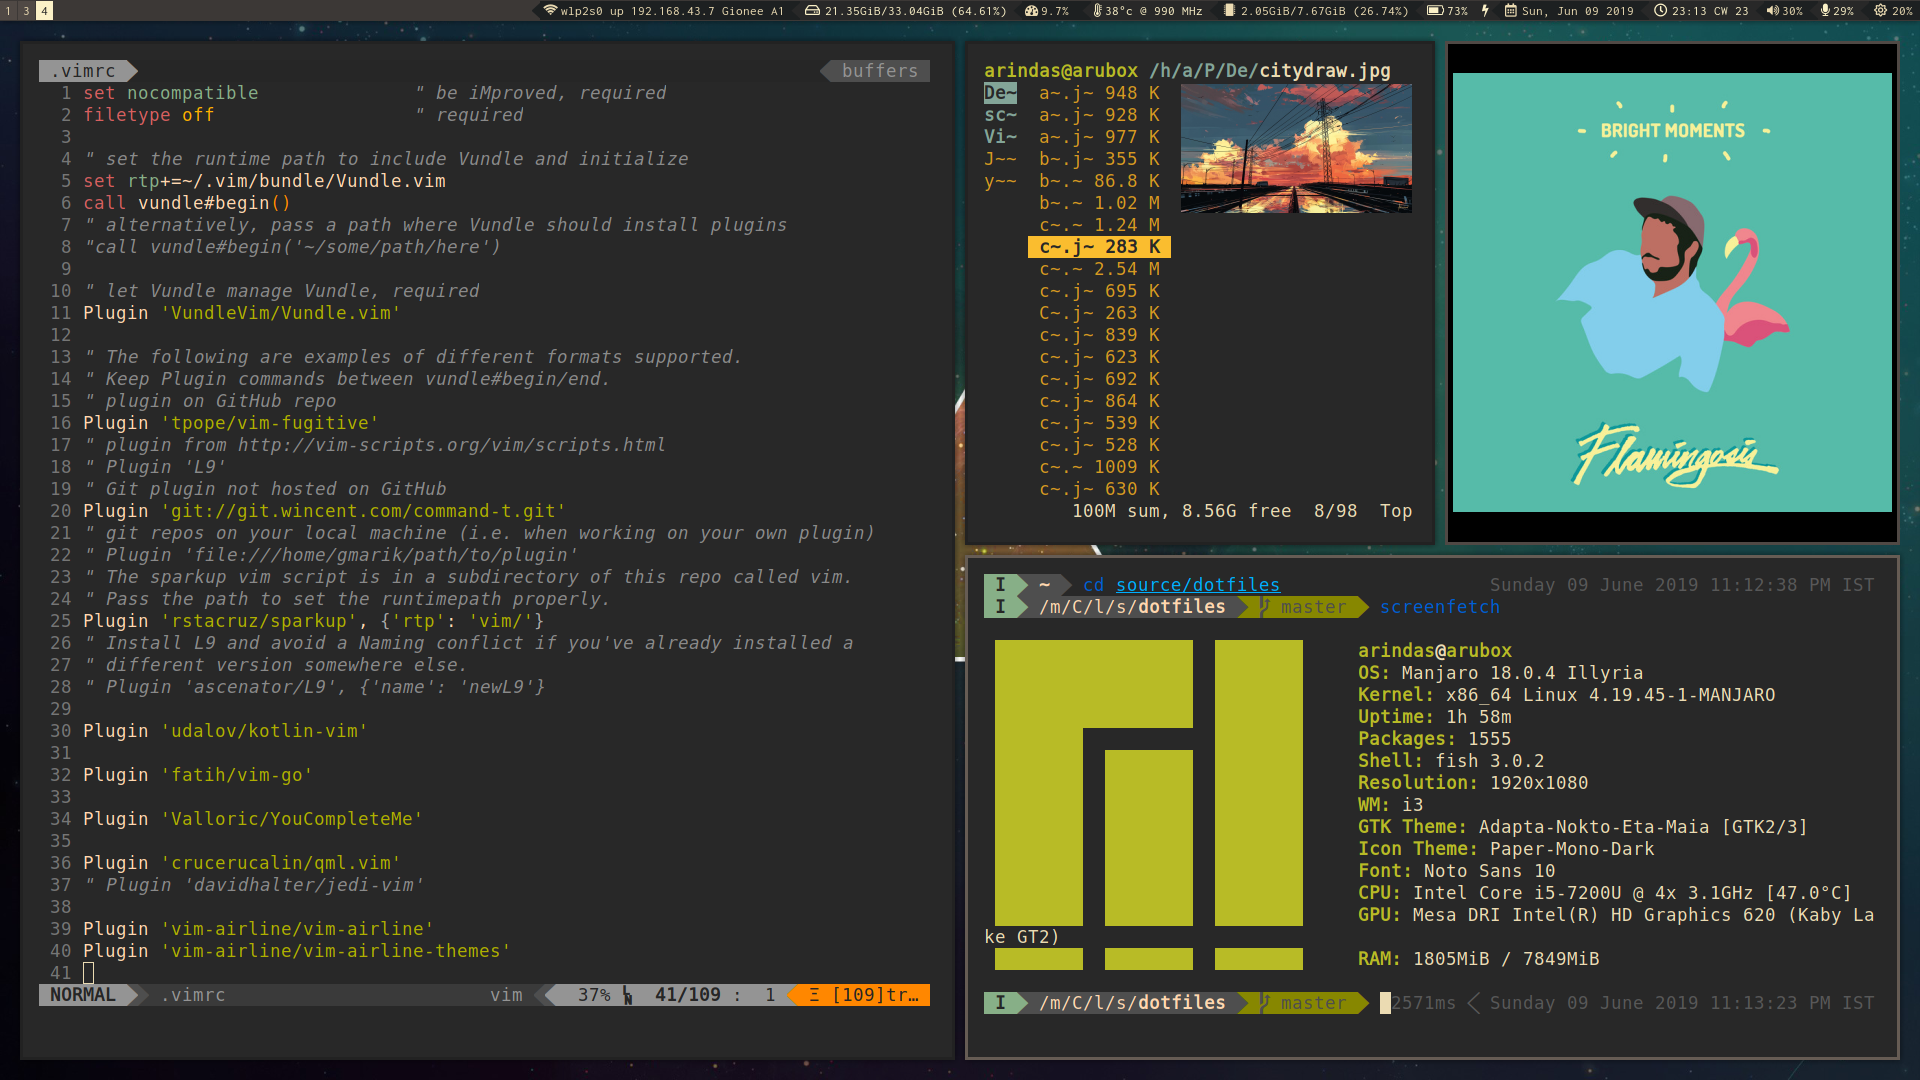 1 3 4 wlp2s0 up 192.168.43.7 Gionee A1 21.35GiB/33.04GiB (64.61%) 9.7% 38°c @ 990 MHz 2.05GiB/7.67GiB (26.74%) 73% Sun, Jun 09 2019 23:13 CW 23 30% 29% 20%
.vimrc buffers
1 set nocompatible " be iMproved, required
2 filetype off " required
3
4 " set the runtime path to include Vundle and initialize
5 set rtp+=~/.vim/bundle/Vundle.vim
6 call vundle#begin()
7 " alternatively, pass a path where Vundle should install plugins
8 "call vundle#begin('~/some/path/here')
9
10 " let Vundle manage Vundle, required
11 Plugin 'VundleVim/Vundle.vim'
12
13 " The following are examples of different formats supported.
14 " Keep Plugin commands between vundle#begin/end.
15 " plugin on GitHub repo
16 Plugin 'tpope/vim-fugitive'
17 " plugin from http://vim-scripts.org/vim/scripts.html
18 " Plugin 'L9'
19 " Git plugin not hosted on GitHub
20 Plugin 'git://git.wincent.com/command-t.git'
21 " git repos on your local machine (i.e. when working on your own plugin)
22 " Plugin 'file:///home/gmarik/path/to/plugin'
23 " The sparkup vim script is in a subdirectory of this repo called vim.
24 " Pass the path to set the runtimepath properly.
25 Plugin 'rstacruz/sparkup', {'rtp': 'vim/'}
26 " Install L9 and avoid a Naming conflict if you've already installed a
27 " different version somewhere else.
28 " Plugin 'ascenator/L9', {'name': 'newL9'}
29
30 Plugin 'udalov/kotlin-vim'
31
32 Plugin 'fatih/vim-go'
33
34 Plugin 'Valloric/YouCompleteMe'
35
36 Plugin 'crucerucalin/qml.vim'
37 " Plugin 'davidhalter/jedi-vim'
38
39 Plugin 'vim-airline/vim-airline'
40 Plugin 'vim-airline/vim-airline-themes'
41
NORMAL .vimrc vim 37% 41/109 : 1 Ξ [109]tr…
arindas@arubox /h/a/P/De/citydraw.jpg
De~ a~.j~ 948 K
sc~ a~.j~ 928 K
Vi~ a~.j~ 977 K
J~~ b~.j~ 355 K
y~~ b~.~ 86.8 K
b~.~ 1.02 M
c~.~ 1.24 M
c~.j~ 283 K
c~.~ 2.54 M
c~.j~ 695 K
C~.j~ 263 K
c~.j~ 839 K
c~.j~ 623 K
c~.j~ 692 K
c~.j~ 864 K
c~.j~ 539 K
c~.j~ 528 K
c~.~ 1009 K
c~.j~ 630 K
100M sum, 8.56G free 8/98 Top
BRIGHT MOMENTS
Flamingosis
I ~ cd source/dotfiles Sunday 09 June 2019 11:12:38 PM IST
I /m/C/l/s/dotfiles master screenfetch
arindas@arubox
OS: Manjaro 18.0.4 Illyria
Kernel: x86_64 Linux 4.19.45-1-MANJARO
Uptime: 1h 58m
Packages: 1555
Shell: fish 3.0.2
Resolution: 1920x1080
WM: i3
GTK Theme: Adapta-Nokto-Eta-Maia [GTK2/3]
Icon Theme: Paper-Mono-Dark
Font: Noto Sans 10
CPU: Intel Core i5-7200U @ 4x 3.1GHz [47.0°C]
GPU: Mesa DRI Intel(R) HD Graphics 620 (Kaby La
ke GT2)
RAM: 1805MiB / 7849MiB
I /m/C/l/s/dotfiles master 2571ms Sunday 09 June 2019 11:13:23 PM IST